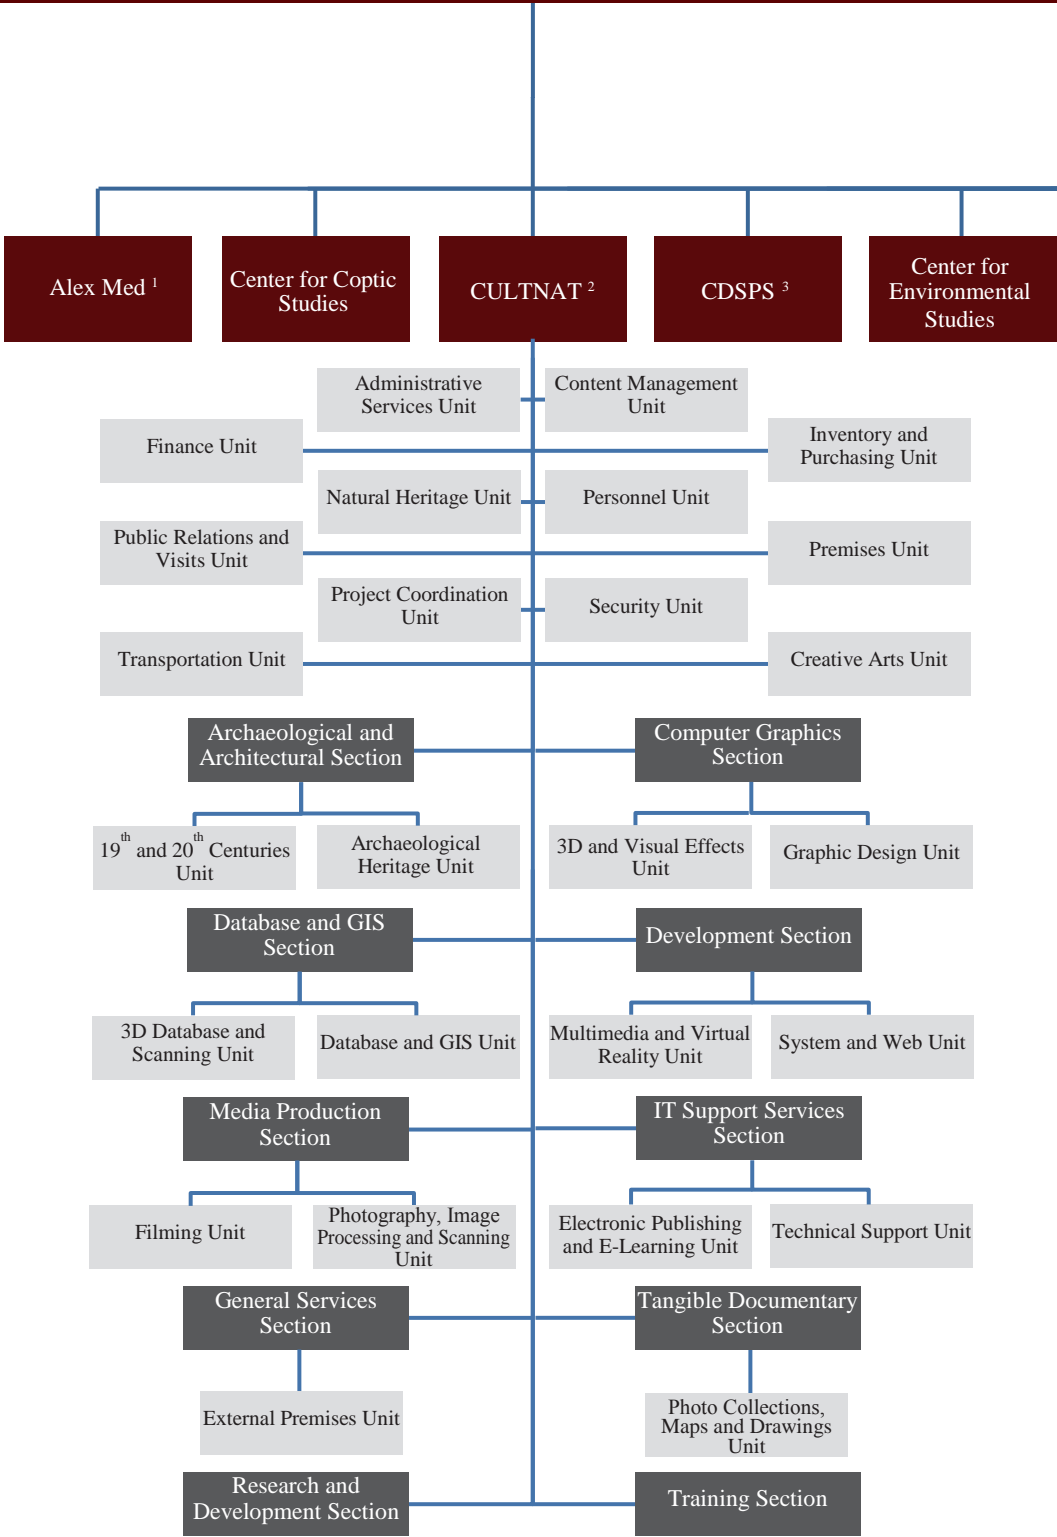 Alex Med 1
Center for Coptic
Studies
CULTNAT 2
CDSPS 3
Center for
Environmental
Studies
Administrative
Services Unit
Content Management
Unit
Finance Unit
Inventory and
Purchasing Unit
Natural Heritage Unit
Personnel Unit
Public Relations and
Visits Unit
Premises Unit
Project Coordination
Unit
Security Unit
Transportation Unit
Creative Arts Unit
Archaeological and
Architectural Section
Computer Graphics
Section
19th and 20th Centuries
Unit
Archaeological
Heritage Unit
3D and Visual Effects
Unit
Graphic Design Unit
Database and GIS
Section
Development Section
3D Database and
Scanning Unit
Database and GIS Unit
Multimedia and Virtual
Reality Unit
System and Web Unit
Media Production
Section
IT Support Services
Section
Filming Unit
Photography, Image
Processing and Scanning
Unit
Electronic Publishing
and E-Learning Unit
Technical Support Unit
General Services
Section
Tangible Documentary
Section
External Premises Unit
Photo Collections,
Maps and Drawings
Unit
Research and
Development Section
Training Section